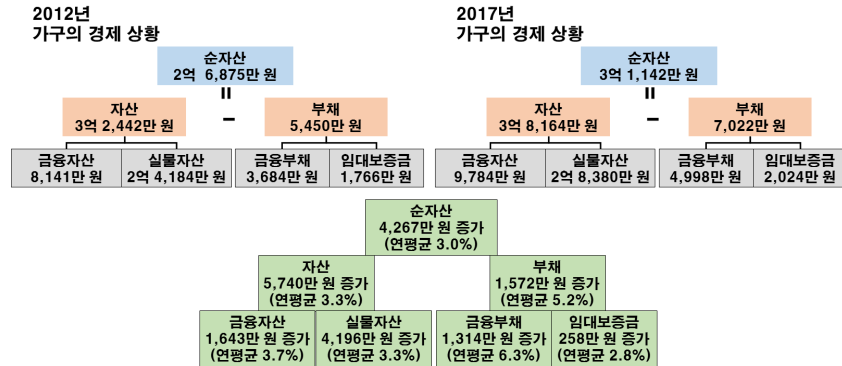 2012년
가구의 경제 상황
순자산
2억 6,875만 원
=
자산
3억 2,442만 원
-
부채
5,450만 원
금융자산
8,141만 원
실물자산
2억 4,184만 원
금융부채
3,684만 원
임대보증금
1,766만 원
2017년
가구의 경제 상황
순자산
3억 1,142만 원
=
자산
3억 8,164만 원
-
부채
7,022만 원
금융자산
9,784만 원
실물자산
2억 8,380만 원
금융부채
4,998만 원
임대보증금
2,024만 원
순자산
4,267만 원 증가
(연평균 3.0%)
자산
5,740만 원 증가
(연평균 3.3%)
부채
1,572만 원 증가
(연평균 5.2%)
금융자산
1,643만 원 증가
(연평균 3.7%)
실물자산
4,196만 원 증가
(연평균 3.3%)
금융부채
1,314만 원 증가
(연평균 6.3%)
임대보증금
258만 원 증가
(연평균 2.8%)